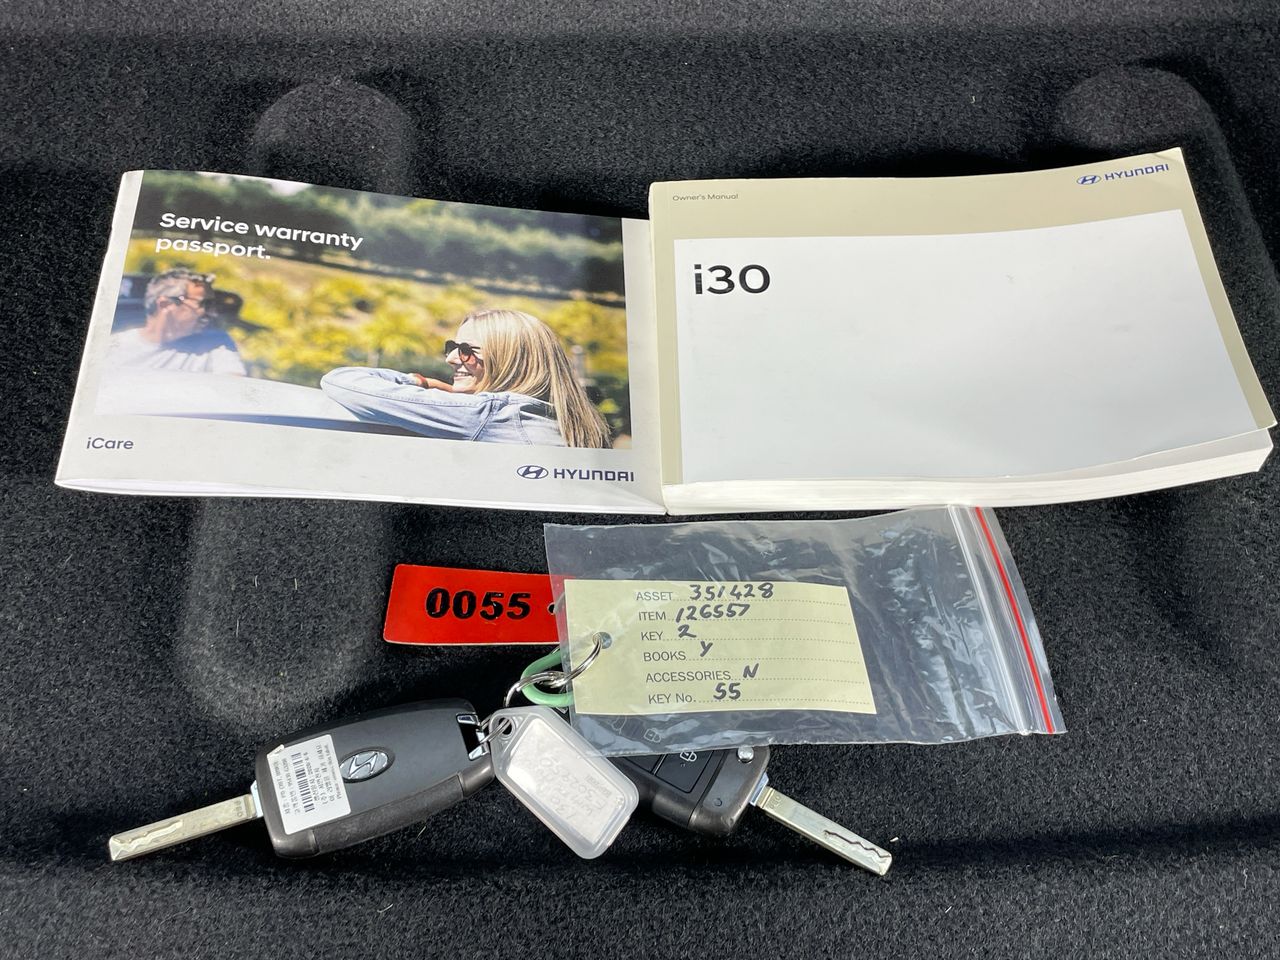 Service warranty
passport.
iCare
HYUNDAI
Owner's Manual
HYUNDAI
i30
0055
ASSET 351428
ITEM 126557
KEY 2
BOOKS Y
ACCESSORIES N
KEY No. 55